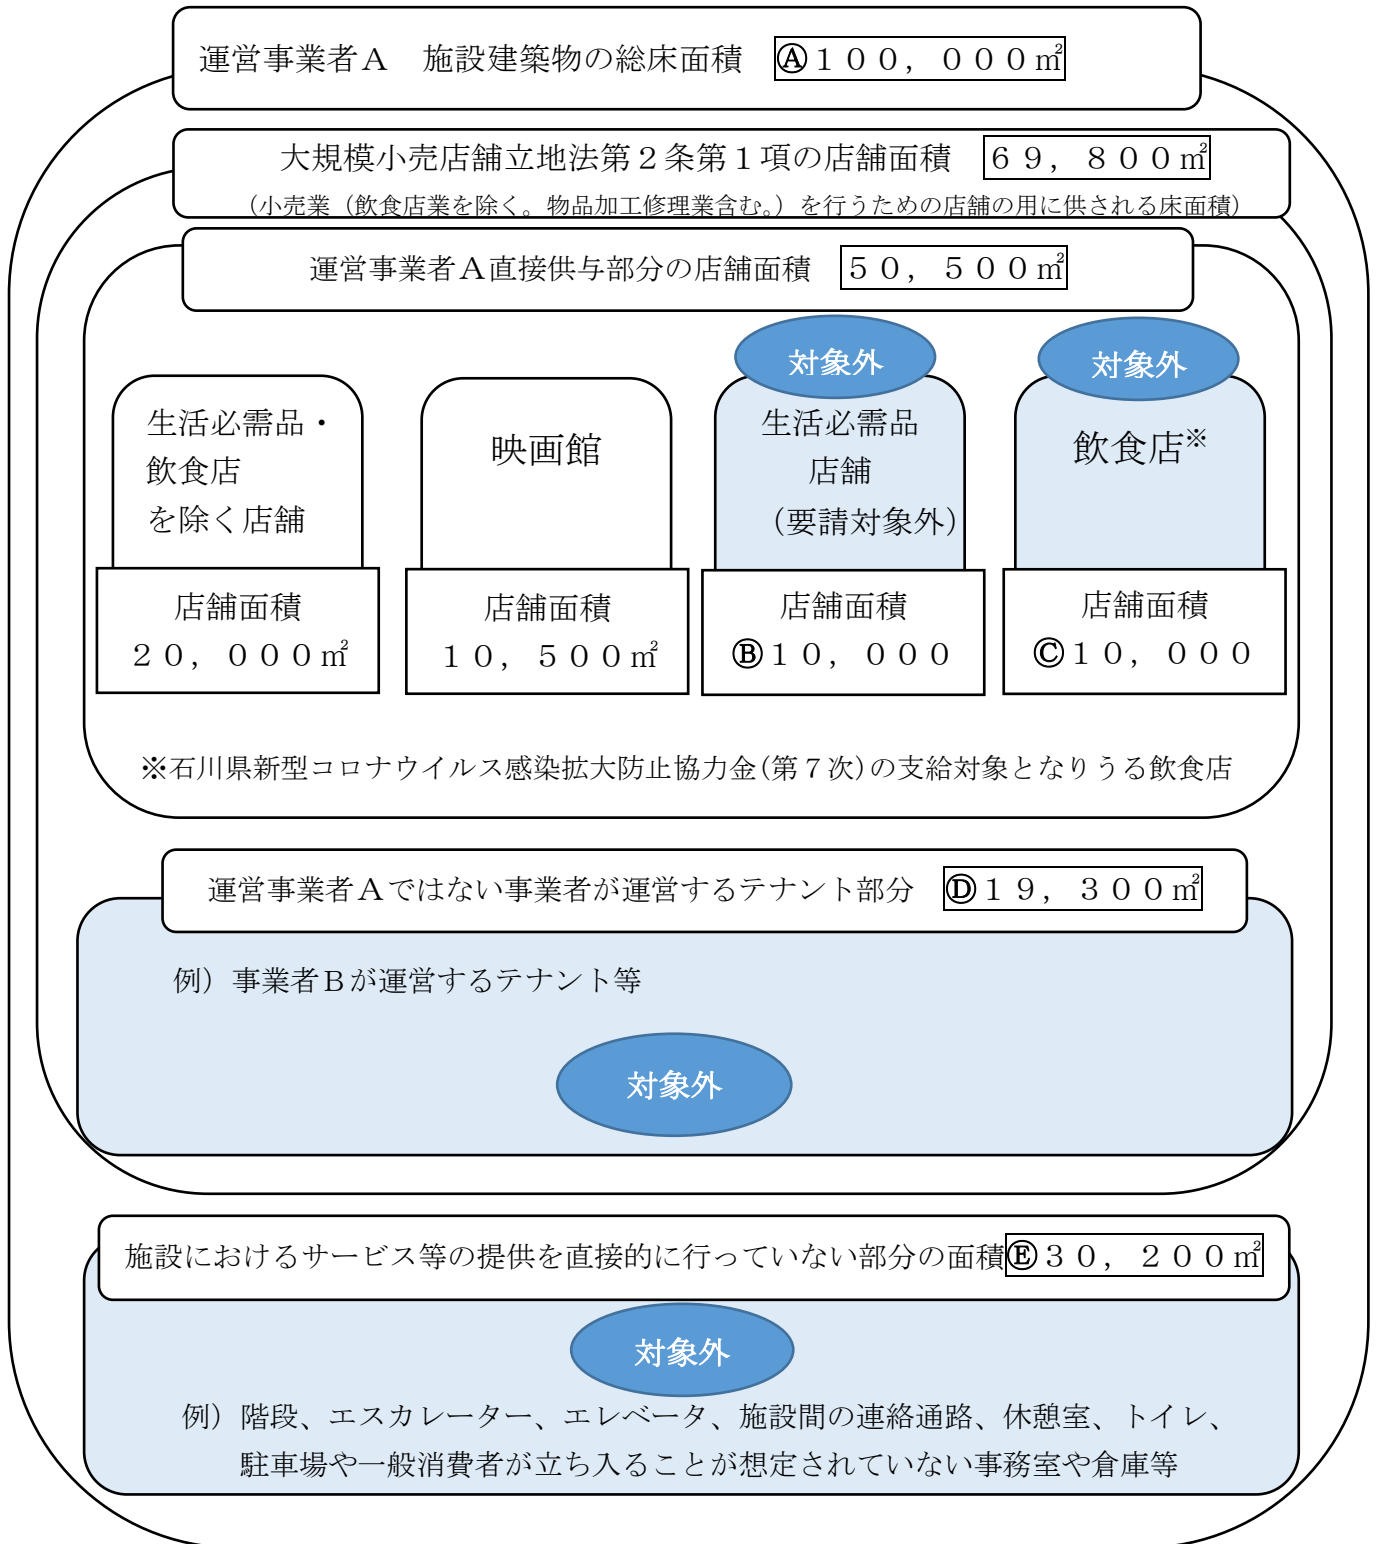 運営事業者Ａ　施設建築物の総床面積　Ⓐ１００，０００㎡
大規模小売店舗立地法第２条第１項の店舗面積　６９，８００㎡
（小売業（飲食店業を除く。物品加工修理業含む。）を行うための店舗の用に供される床面積）
運営事業者Ａ直接供与部分の店舗面積　５０，５００㎡
生活必需品・
飲食店
を除く店舗
店舗面積
２０，０００㎡
映画館
店舗面積
１０，５００㎡
対象外
生活必需品
店舗
（要請対象外）
店舗面積
Ⓑ１０，０００
対象外
飲食店※
店舗面積
Ⓒ１０，０００
※石川県新型コロナウイルス感染拡大防止協力金(第７次)の支給対象となりうる飲食店
運営事業者Ａではない事業者が運営するテナント部分　Ⓓ１９，３００㎡
例）事業者Ｂが運営するテナント等
対象外
施設におけるサービス等の提供を直接的に行っていない部分の面積Ⓔ３０，２００㎡
対象外
例）階段、エスカレーター、エレベータ、施設間の連絡通路、休憩室、トイレ、
駐車場や一般消費者が立ち入ることが想定されていない事務室や倉庫等